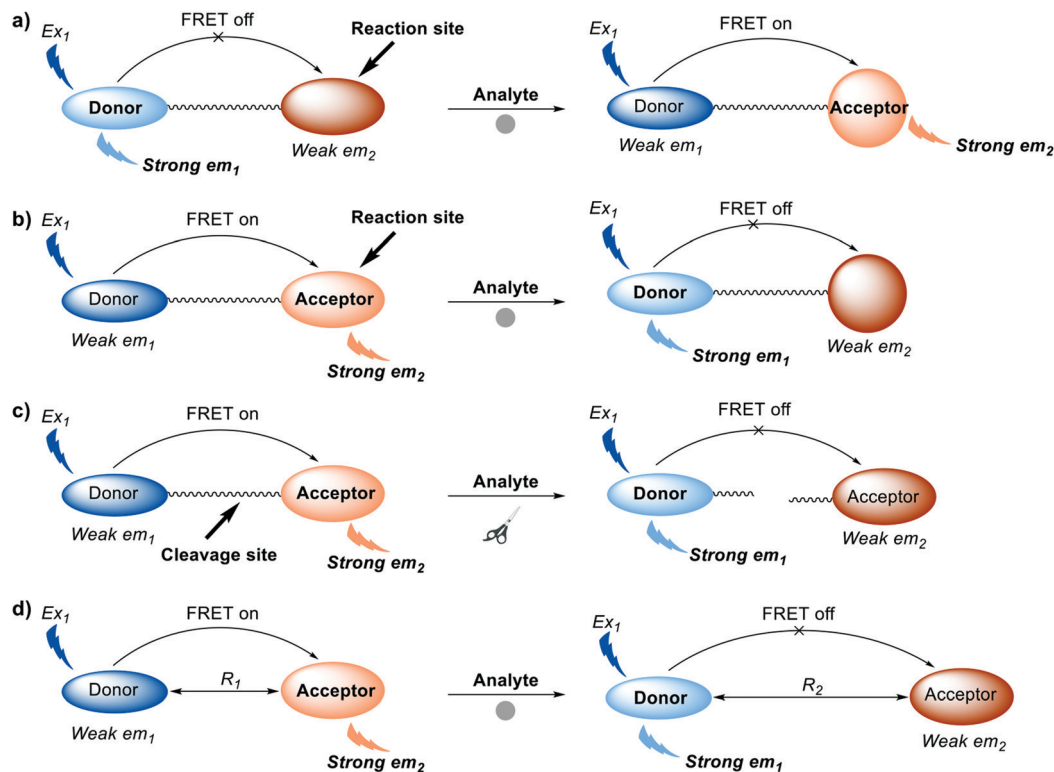 a)
Ex1
FRET off
Reaction site
Donor
Strong em1
Weak em2
Analyte
Ex1
FRET on
Donor
Weak em1
Acceptor
Strong em2
b)
Ex1
FRET on
Reaction site
Donor
Weak em1
Acceptor
Strong em2
Analyte
Ex1
FRET off
Donor
Strong em1
Weak em2
c)
Ex1
FRET on
Donor
Weak em1
Acceptor
Cleavage site
Strong em2
Analyte
Ex1
FRET off
Donor
Strong em1
Acceptor
Weak em2
d)
Ex1
FRET on
Donor
R1
Acceptor
Weak em1
Strong em2
Analyte
Ex1
FRET off
Donor
R2
Acceptor
Strong em1
Weak em2